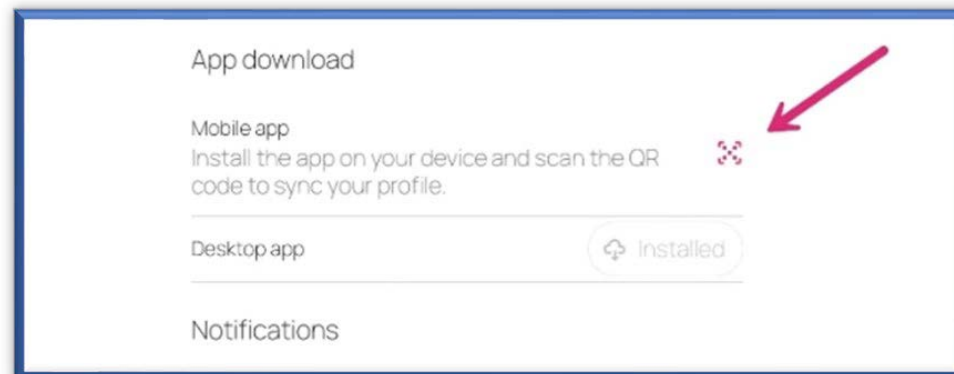 App download
Mobile app
Install the app on your device and scan the QR
code to sync your profile.
Desktop app
Installed
Notifications